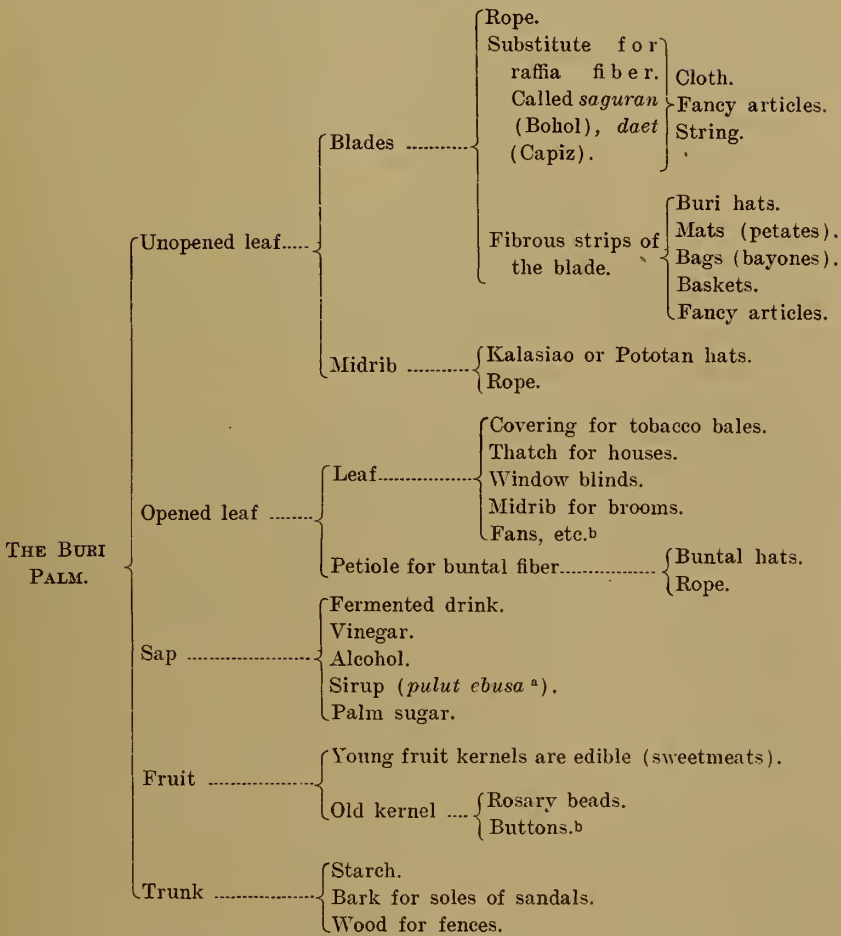 Rope.
Substitute for
raffia fiber.
Called saguran
(Bohol), daet
(Capiz).
Cloth.
Fancy articles.
String.
Blades
Unopened leaf
Fibrous strips of
the blade.
Buri hats.
Mats (petates).
Bags (bayones).
Baskets.
Fancy articles.
Midrib
Kalasiao or Pototan hats.
Rope.
Covering for tobacco bales.
Thatch for houses.
Leaf
Window blinds.
Opened leaf
Midrib for brooms.
Fans, etc.b
THE BURI
PALM.
Petiole for buntal fiber
Buntal hats.
Rope.
Fermented drink.
Vinegar.
Sap
Alcohol.
Sirup (pulut ebusa a).
Palm sugar.
Young fruit kernels are edible (sweetmeats).
Fruit
Old kernel
Rosary beads.
Buttons.b
Starch.
Trunk
Bark for soles of sandals.
Wood for fences.